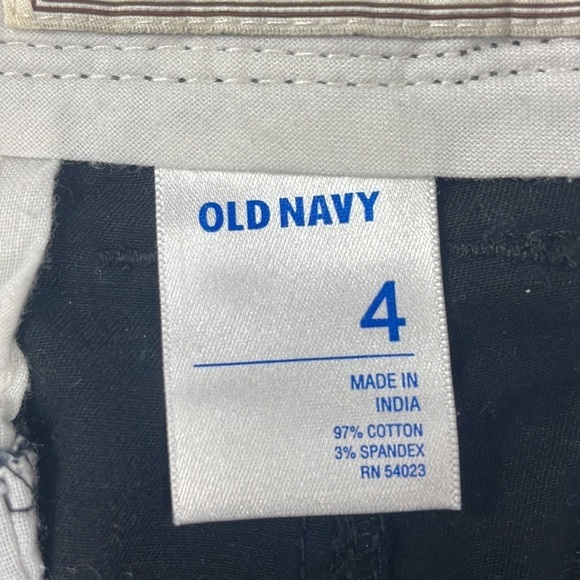 OLD NAVY
4
MADE IN
INDIA
97% COTTON
3% SPANDEX
RN 54023